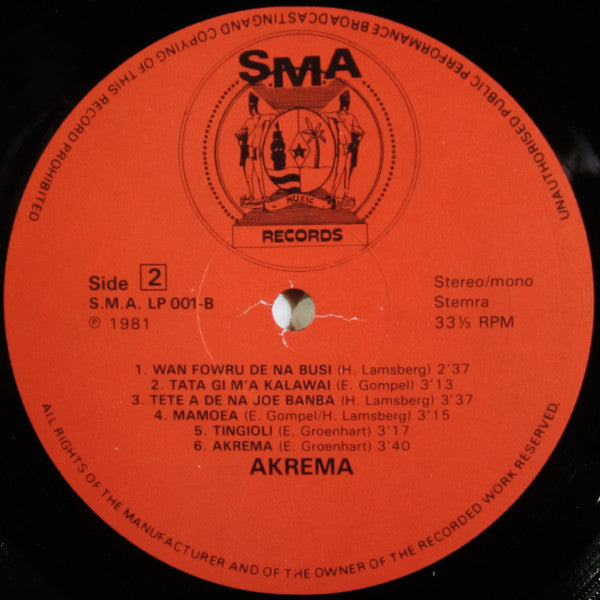 UNAUTHORISED PUBLIC PERFORMANCE BROADCASTING AND COPYING OF THIS RECORD PROHIBITED
SMA
MUSIC
RECORDS
Side 2
S.M.A. LP 001-B
℗ 1981
Stereo/mono
Stemra
33⅓ RPM
1. WAN FOWRU DE NA BUSI (H. Lamsberg) 2'37
2. TATA GI M'A KALAWAI (E. Gompel) 3'13
3. TETE A DE NA JOE BANBA (H. Lamsberg) 3'37
4. MAMOEA (E. Gompel/H. Lamsberg) 3'15
5. TINGIOLI (E. Groenhart) 3'17
6. AKREMA (E. Groenhart) 3'40
AKREMA
ALL RIGHTS OF THE MANUFACTURER AND OF THE OWNER OF THE RECORDED WORK RESERVED.